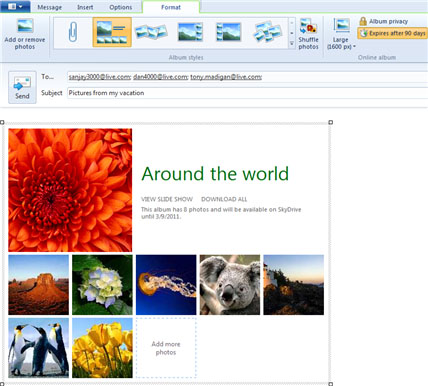 Message Insert Options Format
Add or remove photos
Album styles
Shuffle photos
Large (1600 px)
Album privacy
Expires after 90 days
Online album
Send
To... sanjay3000@live.com; dan4000@live.com; tony.madigan@live.com;
Subject Pictures from my vacation
Around the world
VIEW SLIDE SHOW DOWNLOAD ALL
This album has 8 photos and will be available on SkyDrive
until 3/9/2011.
Add more
photos